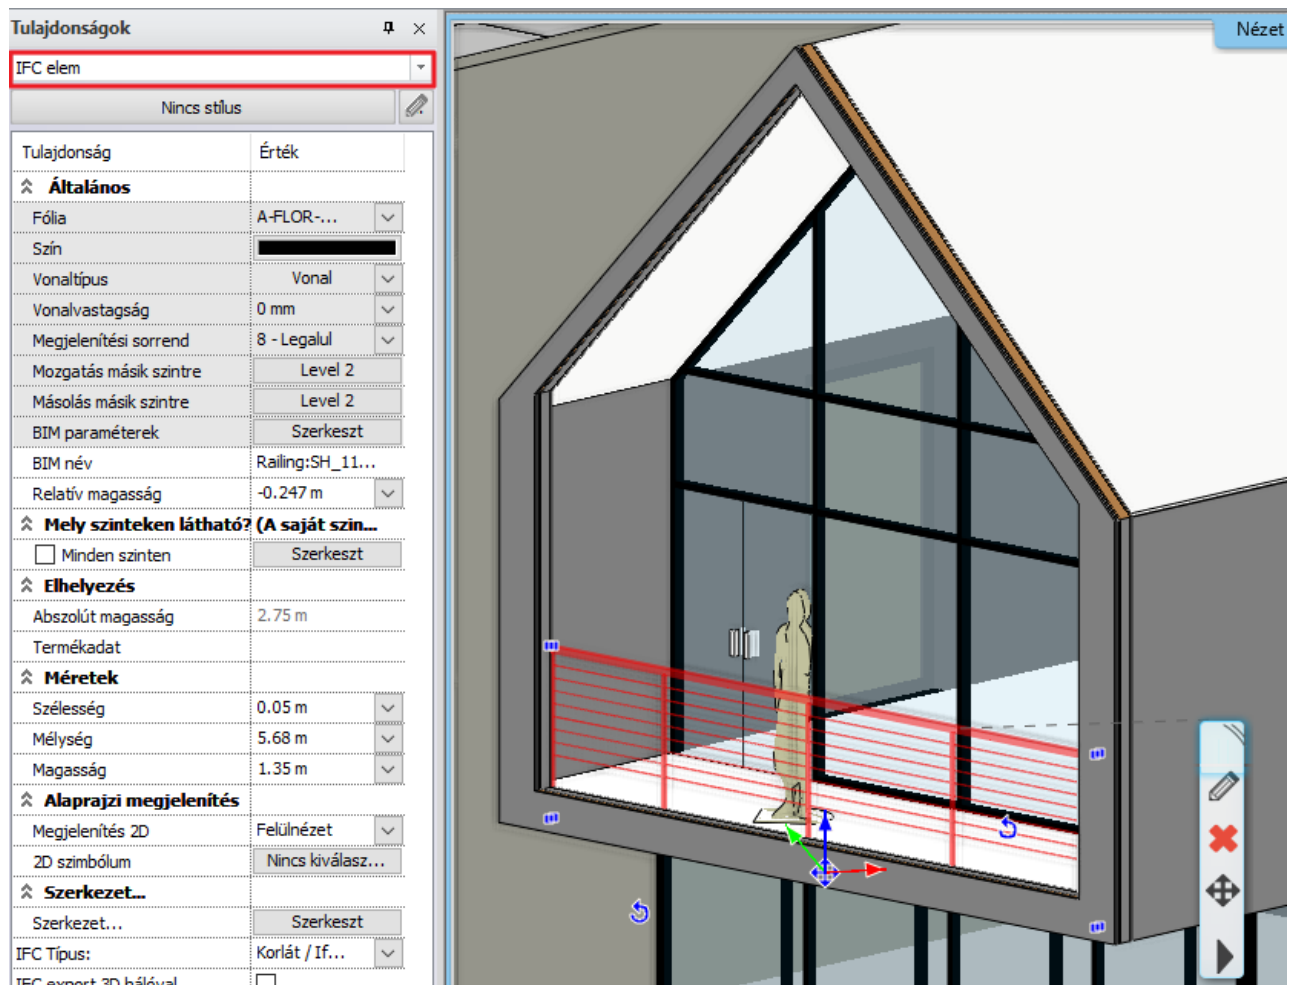 Tulajdonságok
Nézet
IFC elem
Nincs stílus
Tulajdonság Érték
Általános
Fólia A-FLOR-...
Szín
Vonaltípus Vonal
Vonalvastagság 0 mm
Megjelenítési sorrend 8 - Legalul
Mozgatás másik szintre Level 2
Másolás másik szintre Level 2
BIM paraméterek Szerkeszt
BIM név Railing:SH_11...
Relatív magasság -0.247 m
Mely szinteken látható? (A saját szin...
Minden szinten Szerkeszt
Elhelyezés
Abszolút magasság 2.75 m
Termékadat
Méretek
Szélesség 0.05 m
Mélység 5.68 m
Magasság 1.35 m
Alaprajzi megjelenítés
Megjelenítés 2D Felülnézet
2D szimbólum Nincs kiválasz...
Szerkezet...
Szerkezet... Szerkeszt
IFC Típus: Korlát / If...
IFC export 3D hálóval